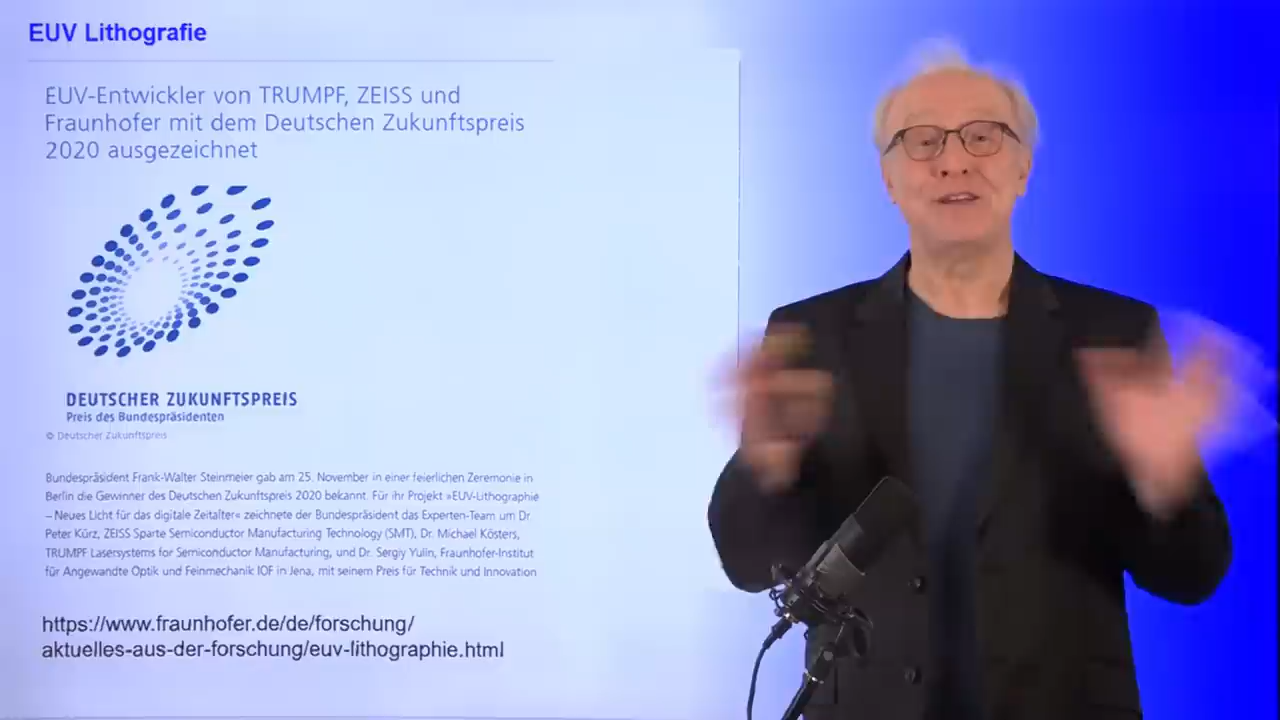 EUV Lithografie
EUV-Entwickler von TRUMPF, ZEISS und
Fraunhofer mit dem Deutschen Zukunftspreis
2020 ausgezeichnet
DEUTSCHER ZUKUNFTSPREIS
Preis des Bundespräsidenten
© Deutscher Zukunftspreis
Bundespräsident Frank-Walter Steinmeier gab am 25. November in einer feierlichen Zeremonie in
Berlin die Gewinner des Deutschen Zukunftspreis 2020 bekannt. Für ihr Projekt »EUV-Lithographie
– Neues Licht für das digitale Zeitalter« zeichnete der Bundespräsident das Experten-Team um Dr.
Peter Kürz, ZEISS Sparte Semiconductor Manufacturing Technology (SMT), Dr. Michael Kösters,
TRUMPF Lasersystems for Semiconductor Manufacturing, und Dr. Sergiy Yulin, Fraunhofer-Institut
für Angewandte Optik und Feinmechanik IOF in Jena, mit seinem Preis für Technik und Innovation
https://www.fraunhofer.de/de/forschung/
aktuelles-aus-der-forschung/euv-lithographie.html